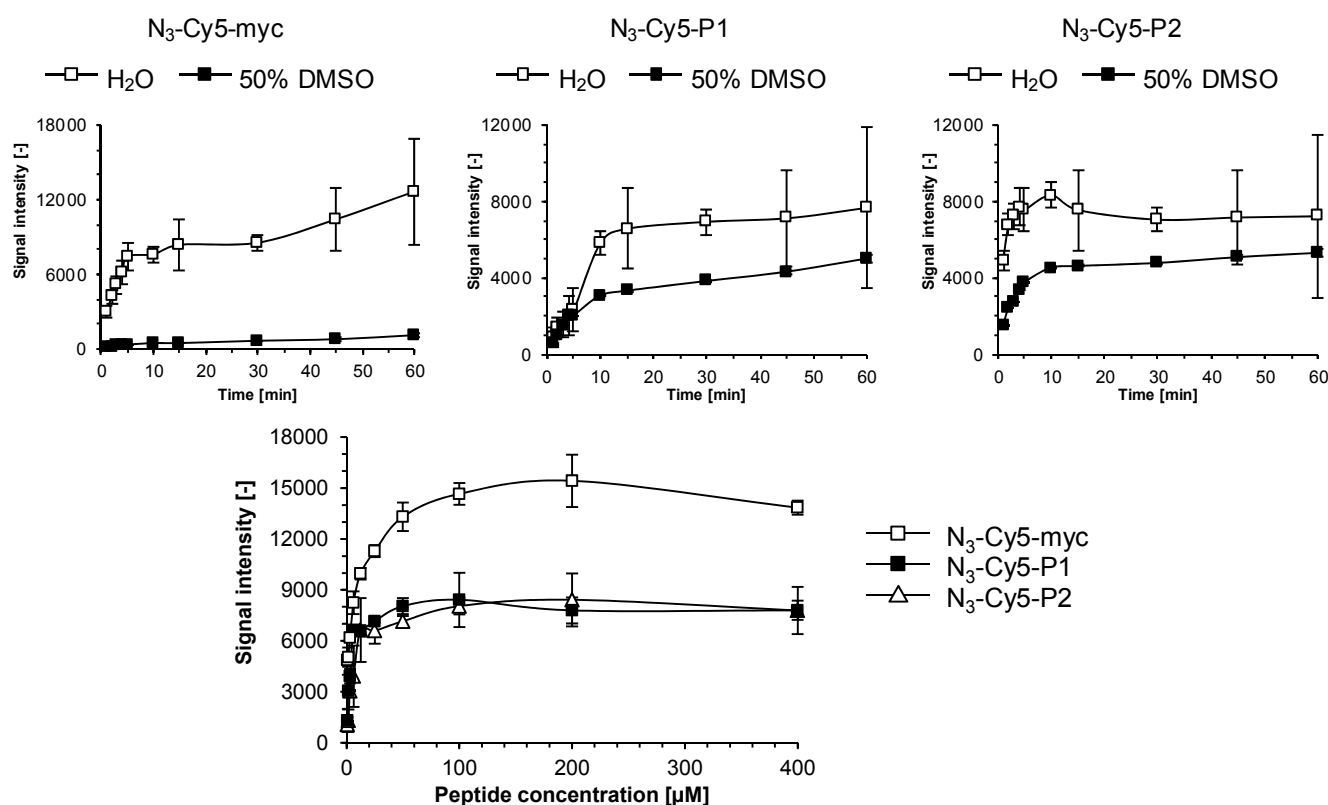 N₃-Cy5-myc
H₂O 50% DMSO
Signal intensity [-]
18000
12000
6000
0
0 10 20 30 40 50 60
Time [min]
N₃-Cy5-P1
H₂O 50% DMSO
Signal intensity [-]
12000
8000
4000
0
0 10 20 30 40 50 60
Time [min]
N₃-Cy5-P2
H₂O 50% DMSO
Signal intensity [-]
12000
8000
4000
0
0 10 20 30 40 50 60
Time [min]
Signal intensity [-]
18000
15000
12000
9000
6000
3000
0
0 100 200 300 400
Peptide concentration [µM]
N₃-Cy5-myc
N₃-Cy5-P1
N₃-Cy5-P2